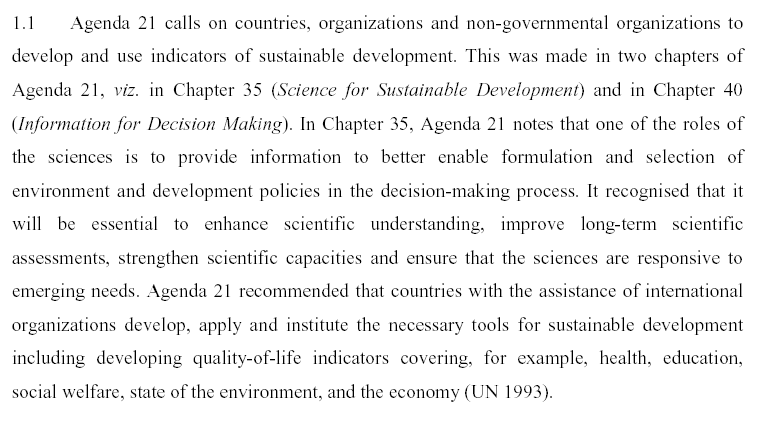 1.1 Agenda 21 calls on countries, organizations and non-governmental organizations to
develop and use indicators of sustainable development. This was made in two chapters of
Agenda 21, viz. in Chapter 35 (Science for Sustainable Development) and in Chapter 40
(Information for Decision Making). In Chapter 35, Agenda 21 notes that one of the roles of
the sciences is to provide information to better enable formulation and selection of
environment and development policies in the decision-making process. It recognised that it
will be essential to enhance scientific understanding, improve long-term scientific
assessments, strengthen scientific capacities and ensure that the sciences are responsive to
emerging needs. Agenda 21 recommended that countries with the assistance of international
organizations develop, apply and institute the necessary tools for sustainable development
including developing quality-of-life indicators covering, for example, health, education,
social welfare, state of the environment, and the economy (UN 1993).